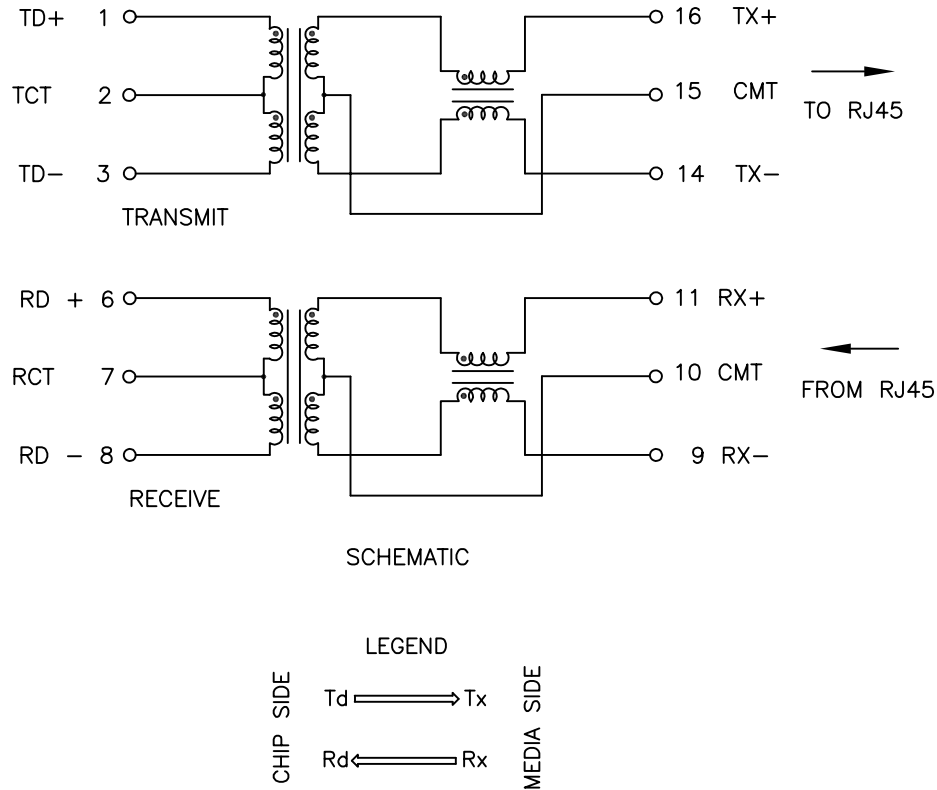 TD+ 1 16 TX+
TCT 2 15 CMT
TO RJ45
TD− 3 14 TX−
TRANSMIT
RD + 6 11 RX+
RCT 7 10 CMT
FROM RJ45
RD − 8 9 RX−
RECEIVE
SCHEMATIC
LEGEND
CHIP SIDE
Td Tx
Rd Rx
MEDIA SIDE